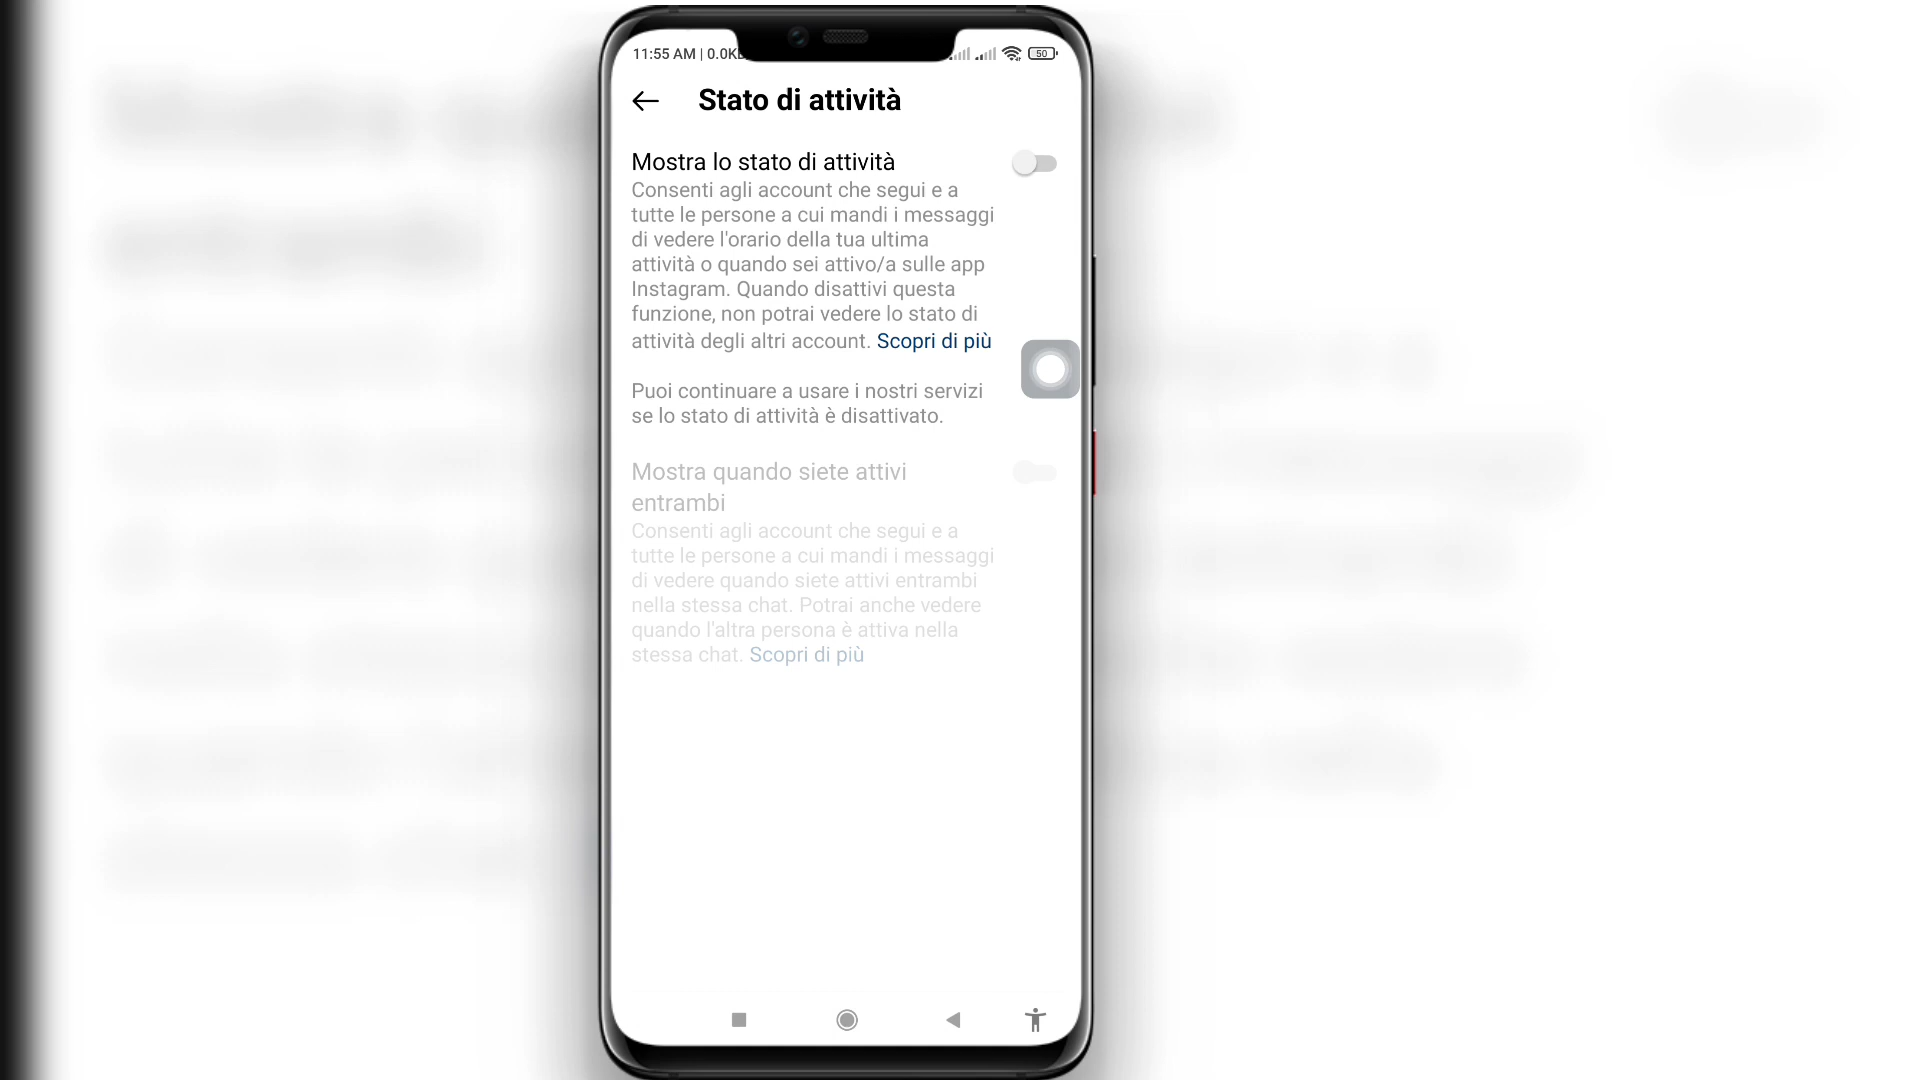 11:55 AM | 0.0K
50
Stato di attività
Mostra lo stato di attività
Consenti agli account che segui e a
tutte le persone a cui mandi i messaggi
di vedere l'orario della tua ultima
attività o quando sei attivo/a sulle app
Instagram. Quando disattivi questa
funzione, non potrai vedere lo stato di
attività degli altri account. Scopri di più
Puoi continuare a usare i nostri servizi
se lo stato di attività è disattivato.
Mostra quando siete attivi
entrambi
Consenti agli account che segui e a
tutte le persone a cui mandi i messaggi
di vedere quando siete attivi entrambi
nella stessa chat. Potrai anche vedere
quando l'altra persona è attiva nella
stessa chat. Scopri di più